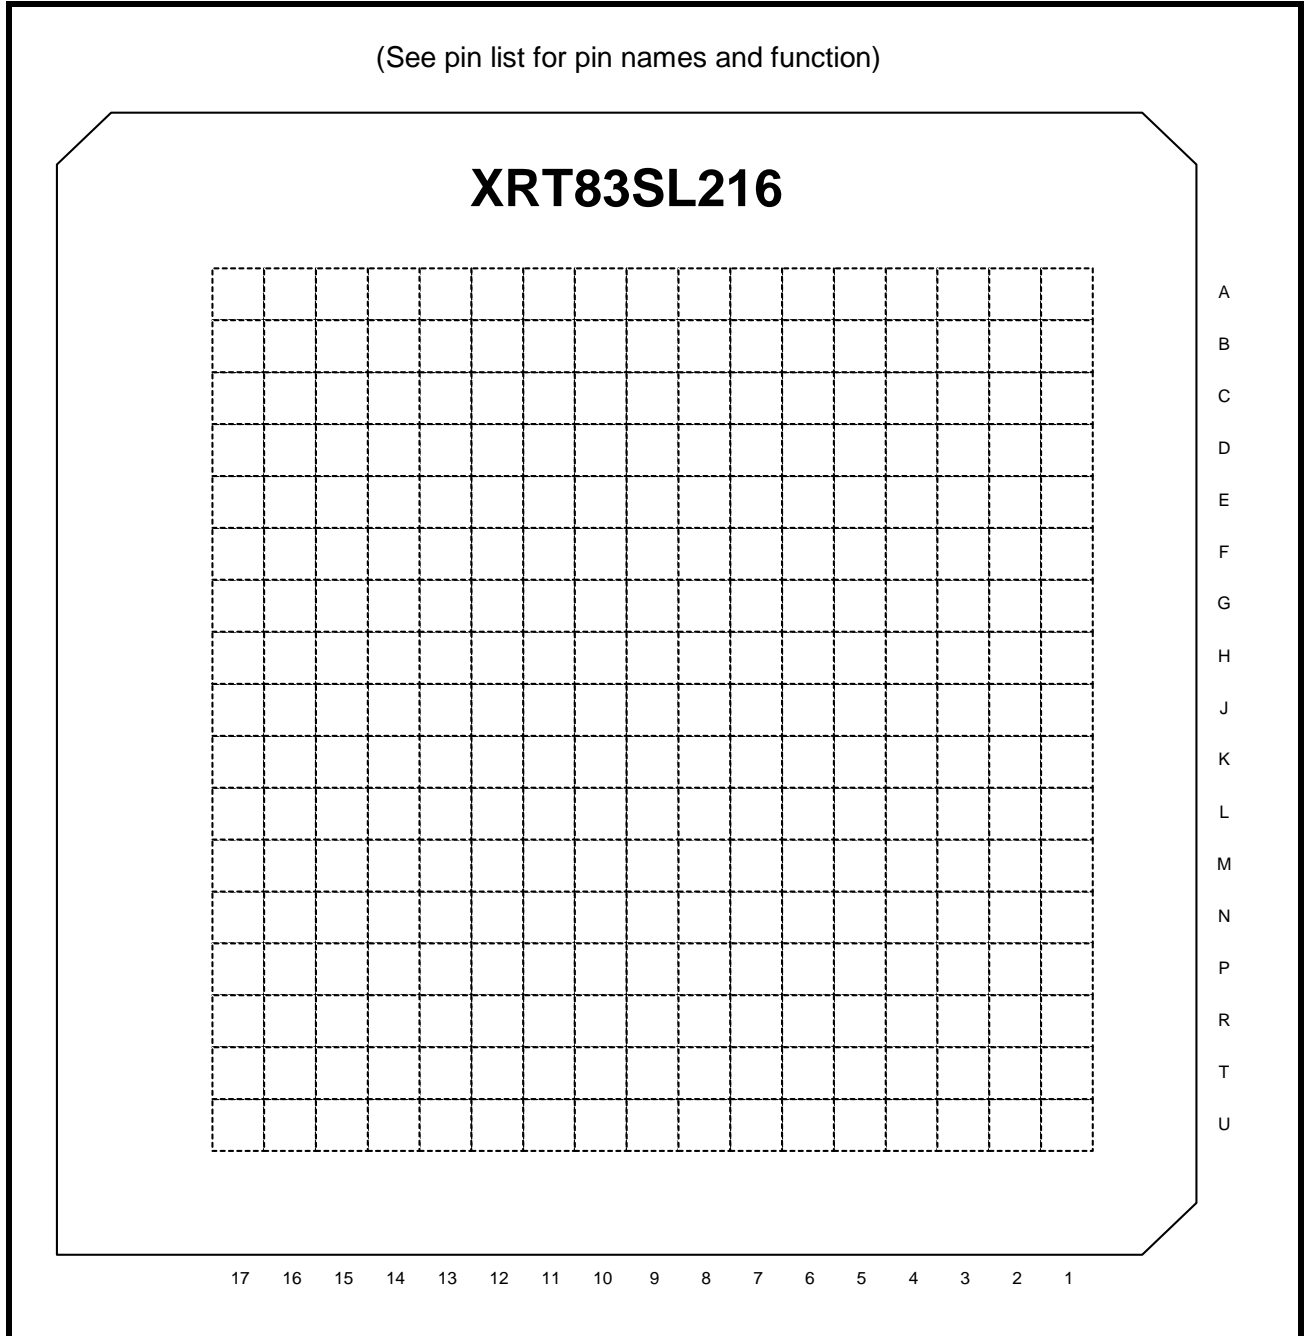 (See pin list for pin names and function)
XRT83SL216
A
B
C
D
E
F
G
H
J
K
L
M
N
P
R
T
U
17 16 15 14 13 12 11 10 9 8 7 6 5 4 3 2 1